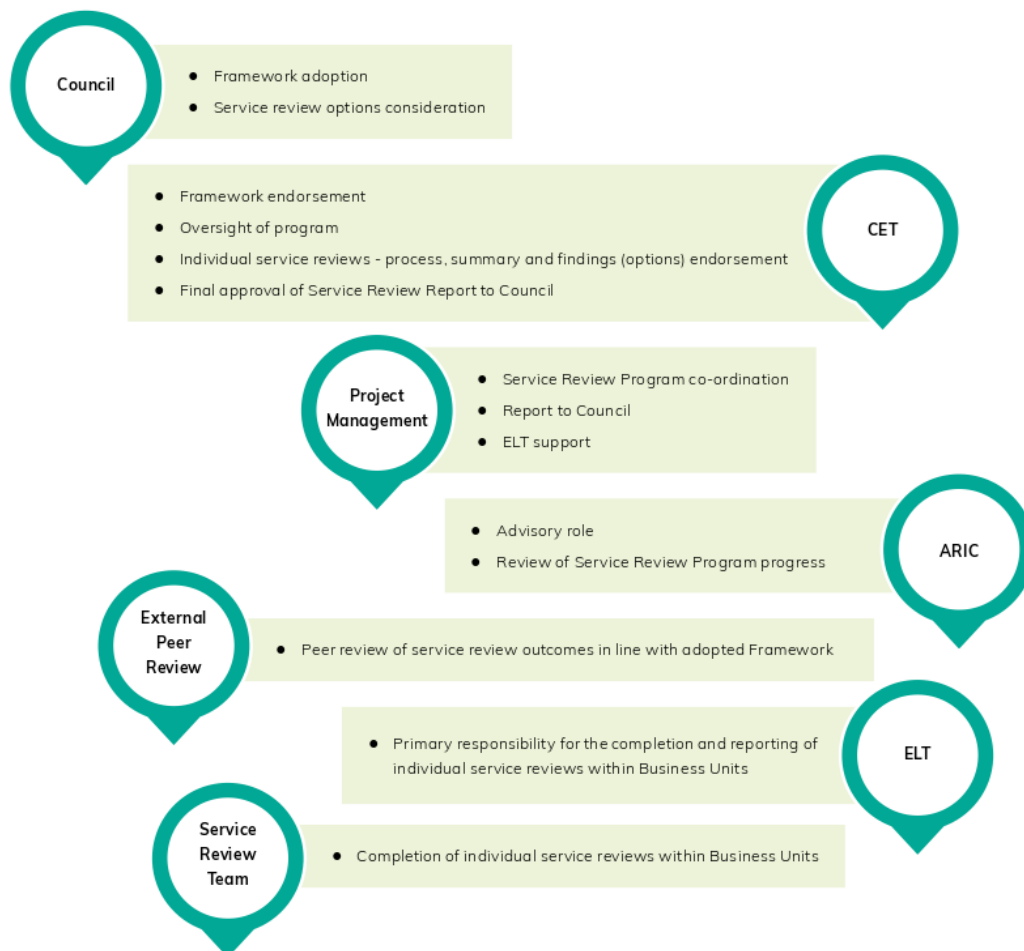 Council
● Framework adoption
● Service review options consideration
● Framework endorsement
● Oversight of program
● Individual service reviews - process, summary and findings (options) endorsement
● Final approval of Service Review Report to Council
CET
Project
Management
● Service Review Program co-ordination
● Report to Council
● ELT support
● Advisory role
● Review of Service Review Program progress
ARIC
External
Peer
Review
● Peer review of service review outcomes in line with adopted Framework
● Primary responsibility for the completion and reporting of
individual service reviews within Business Units
ELT
Service
Review
Team
● Completion of individual service reviews within Business Units